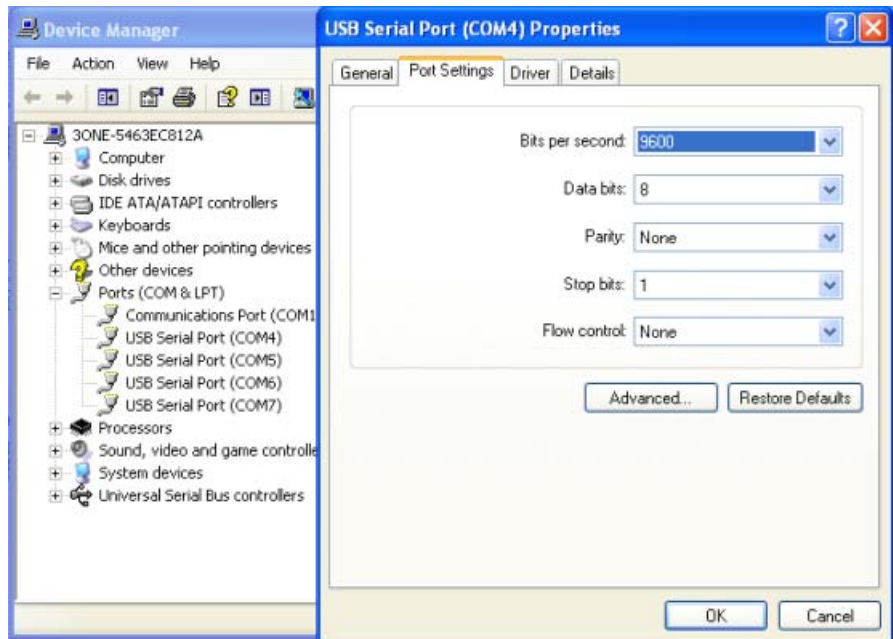 Device Manager
File Action View Help
3ONE-5463EC812A
Computer
Disk drives
IDE ATA/ATAPI controllers
Keyboards
Mice and other pointing devices
Other devices
Ports (COM & LPT)
Communications Port (COM1
USB Serial Port (COM4)
USB Serial Port (COM5)
USB Serial Port (COM6)
USB Serial Port (COM7)
Processors
Sound, video and game controlle
System devices
Universal Serial Bus controllers
USB Serial Port (COM4) Properties
General Port Settings Driver Details
Bits per second: 9600
Data bits: 8
Parity: None
Stop bits: 1
Flow control: None
Advanced... Restore Defaults
OK Cancel